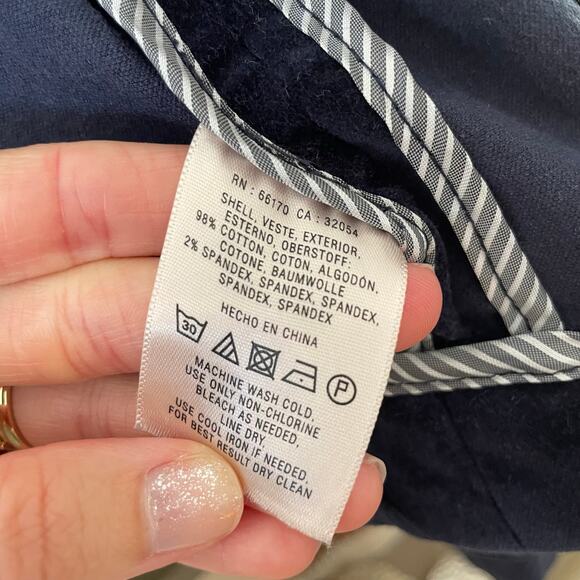 RN : 66170 CA : 32054
SHELL, VESTE, EXTERIOR,
ESTERNO, OBERSTOFF.
98% COTTON, COTON, ALGODÓN,
COTONE, BAUMWOLLE
2% SPANDEX, SPANDEX, SPANDEX,
SPANDEX, SPANDEX
HECHO EN CHINA
30 P
MACHINE WASH COLD,
USE ONLY NON-CHLORINE
BLEACH AS NEEDED,
LINE DRY,
USE COOL IRON IF NEEDED,
FOR BEST RESULT DRY CLEAN